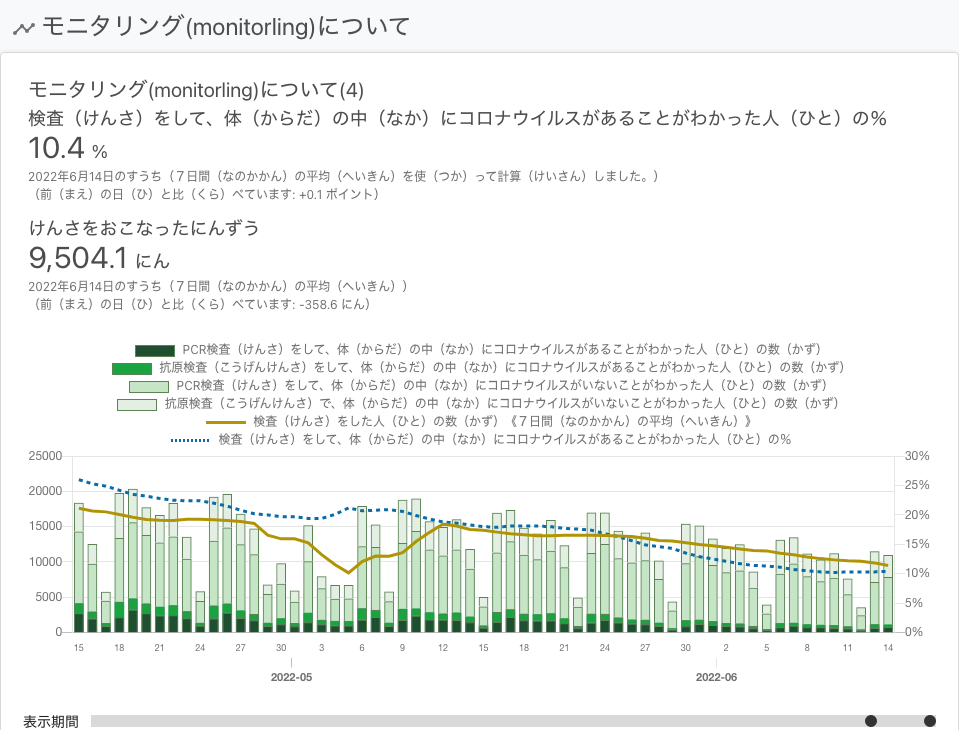 モニタリング(monitorling)について
モニタリング(monitorling)について(4)
検査（けんさ）をして、体（からだ）の中（なか）にコロナウイルスがあることがわかった人（ひと）の%
10.4 %
2022年6月14日のすうち（７日間（なのかかん）の平均（へいきん）を使（つか）って計算（けいさん）しました。）
（前（まえ）の日（ひ）と比（くら）べています: +0.1 ポイント）
けんさをおこなったにんずう
9,504.1 にん
2022年6月14日のすうち（７日間（なのかかん）の平均（へいきん））
（前（まえ）の日（ひ）と比（くら）べています: -358.6 にん）
PCR検査（けんさ）をして、体（からだ）の中（なか）にコロナウイルスがあることがわかった人（ひと）の数（かず）
抗原検査（こうげんけんさ）をして、体（からだ）の中（なか）にコロナウイルスがあることがわかった人（ひと）の数（かず）
PCR検査（けんさ）をして、体（からだ）の中（なか）にコロナウイルスがいないことがわかった人（ひと）の数（かず）
抗原検査（こうげんけんさ）で、体（からだ）の中（なか）にコロナウイルスがいないことがわかった人（ひと）の数（かず）
検査（けんさ）をした人（ひと）の数（かず）《７日間（なのかかん）の平均（へいきん）》
検査（けんさ）をして、体（からだ）の中（なか）にコロナウイルスがあることがわかった人（ひと）の%
25000 30%
25%
20000
20%
15000
15%
10000
10%
5000
5%
0 0%
15 18 21 24 27 30 3 6 9 12 15 18 21 24 27 30 2 5 8 11 14
2022-05 2022-06
表示期間